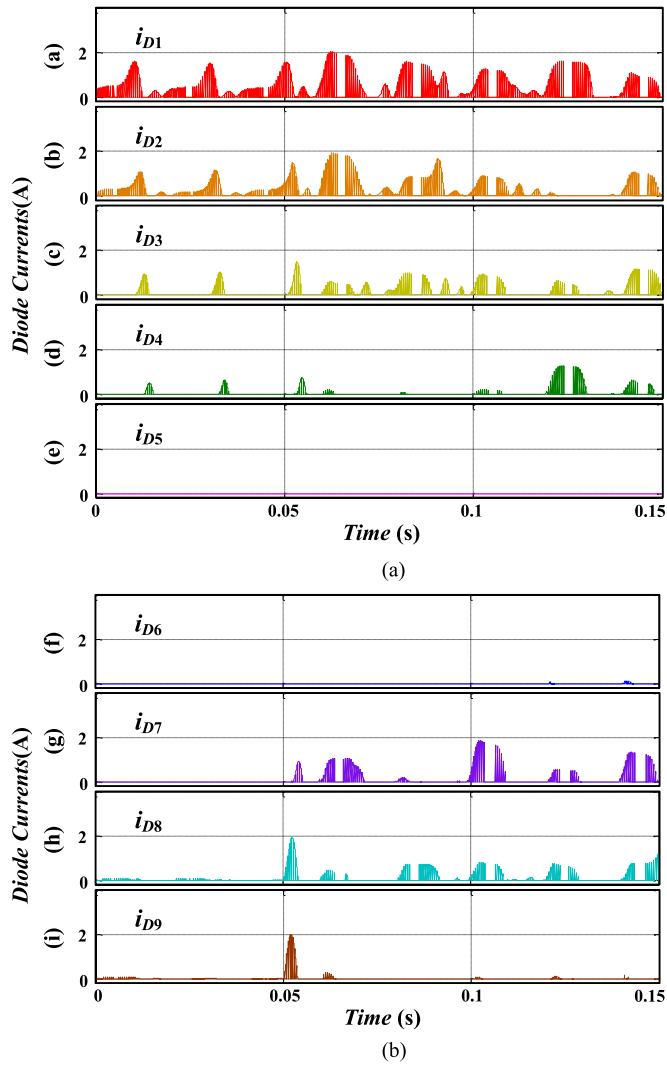 Diode Currents(A)
(a)
2
0
iD1
(b)
2
0
iD2
(c)
2
0
iD3
(d)
2
0
iD4
(e)
2
0
iD5
0 0.05 0.1 0.15
Time (s)
(a)
Diode Currents(A)
(f)
2
0
iD6
(g)
2
0
iD7
(h)
2
0
iD8
(i)
2
0
iD9
0 0.05 0.1 0.15
Time (s)
(b)